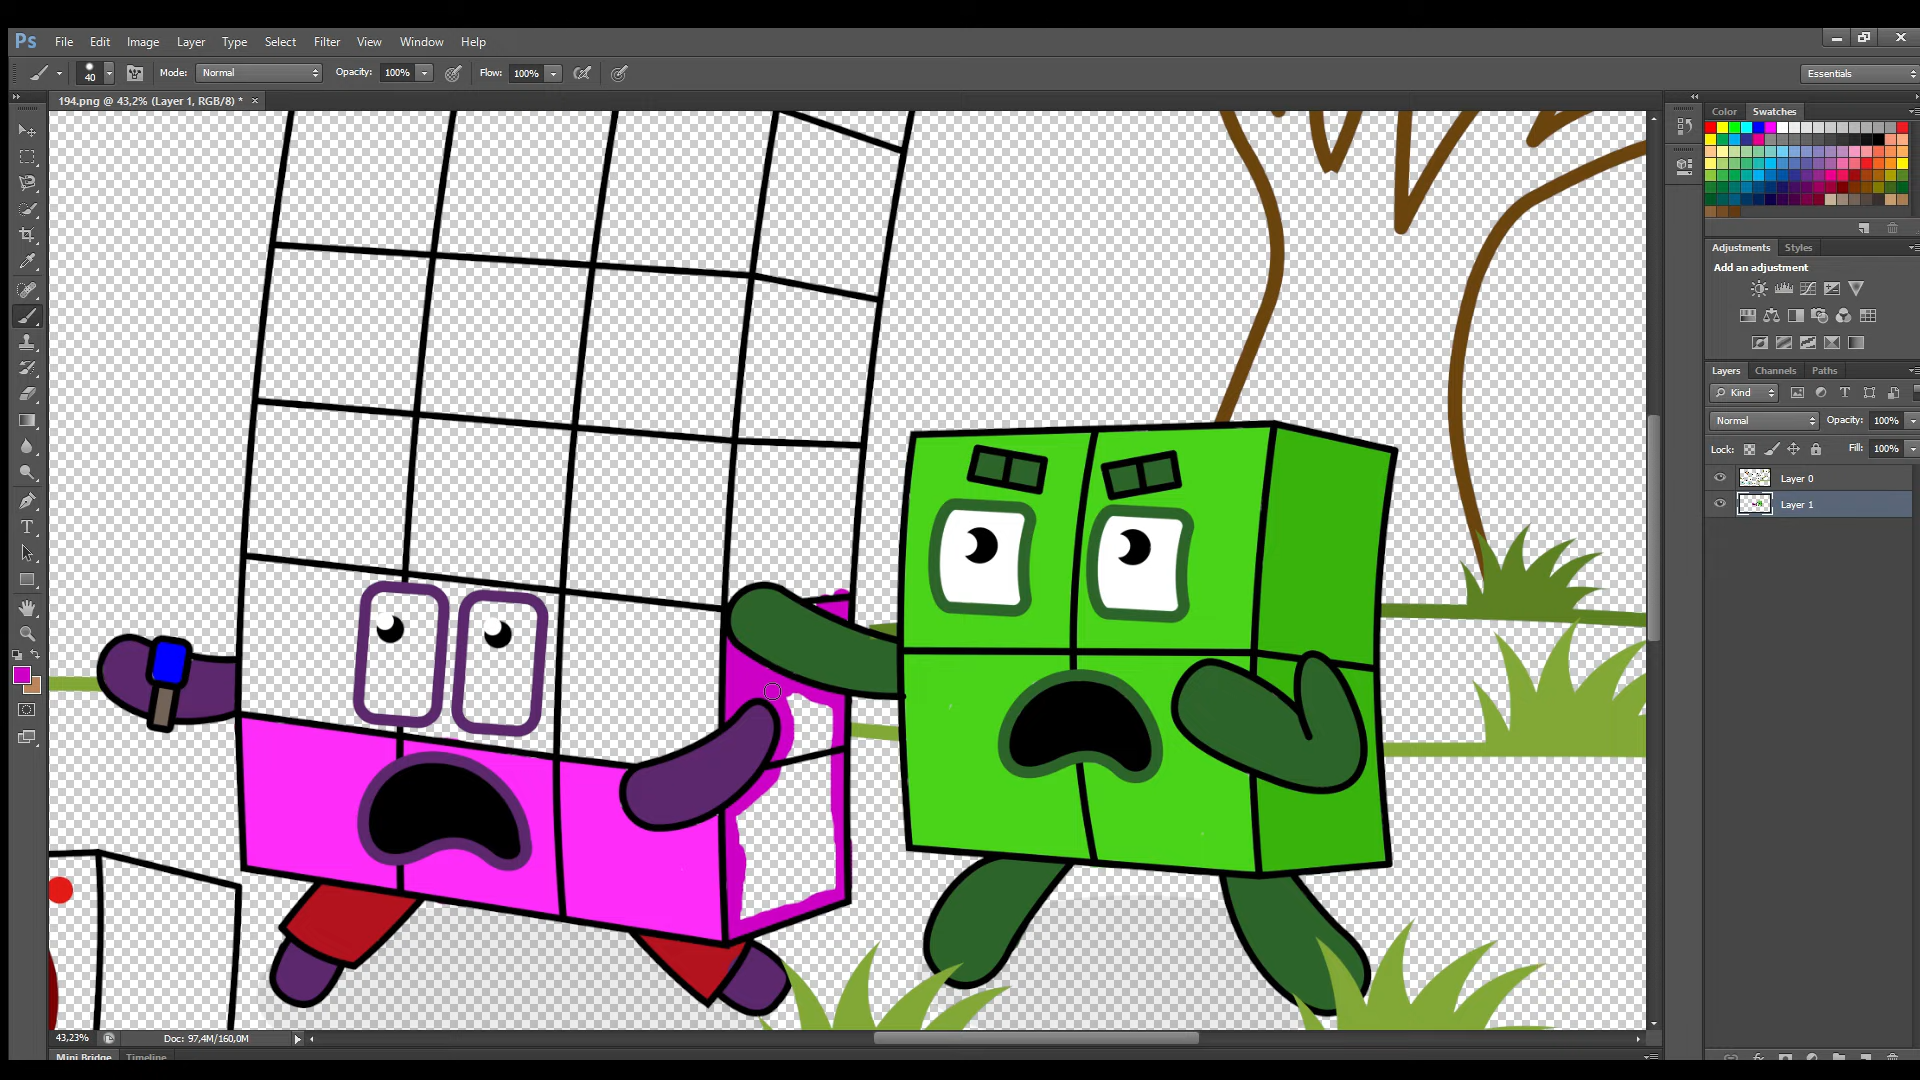 Ps File Edit Image Layer Type Select Filter View Window Help
40 Mode: Normal Opacity: 100% Flow: 100% Essentials
194.png @ 43,2% (Layer 1, RGB/8) * ×
Color Swatches
Adjustments Styles
Add an adjustment
Layers Channels Paths
Kind
Normal Opacity: 100%
Lock: Fill: 100%
Layer 0
Layer 1
43,23% Doc: 97,4M/160,0M
Mini Bridge Timeline